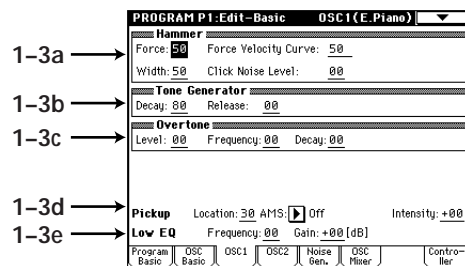 PROGRAM P1:Edit-Basic OSC1(E.Piano)
Hammer
1-3a Force: 50 Force Velocity Curve: 50
Width: 50 Click Noise Level: 00
Tone Generator
1-3b Decay: 80 Release: 00
Overtone
1-3c Level: 00 Frequency: 00 Decay: 00
1-3d Pickup Location: 30 AMS: Off Intensity: +00
1-3e Low EQ Frequency: 00 Gain: +00 [dB]
Program Basic OSC Basic OSC1 OSC2 Noise Gen. OSC Mixer Contro-ller